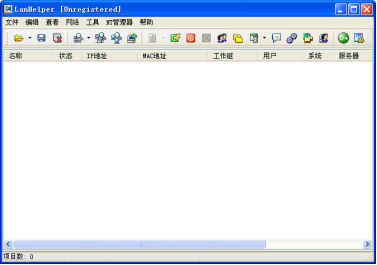 LanHelper [Unregistered]
文件 编辑 查看 网络 工具 NT管理器 帮助
名称 状态 IP地址 MAC地址 工作组 用户 系统 服务器
项目数: 0